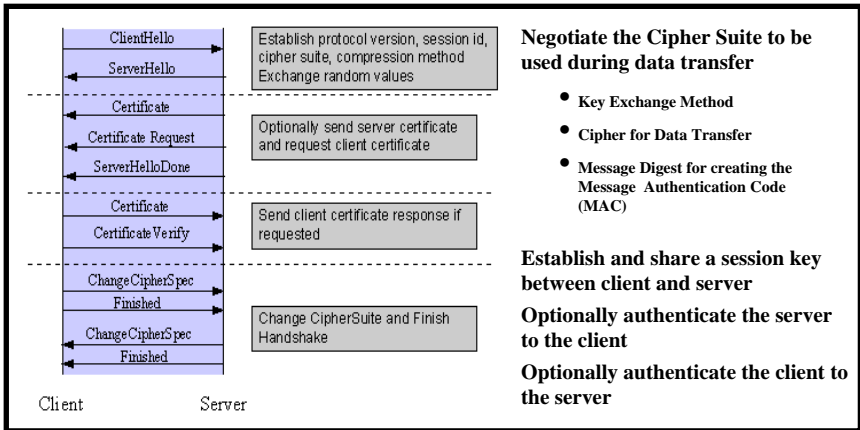 ClientHello
ServerHello
Establish protocol version, session id,
cipher suite, compression method
Exchange random values
Certificate
Certificate Request
ServerHelloDone
Optionally send server certificate
and request client certificate
Certificate
CertificateVerify
Send client certificate response if
requested
ChangeCipherSpec
Finished
ChangeCipherSpec
Finished
Change CipherSuite and Finish
Handshake
Client
Server
Negotiate the Cipher Suite to be
used during data transfer
• Key Exchange Method
• Cipher for Data Transfer
• Message Digest for creating the
Message Authentication Code
(MAC)
Establish and share a session key
between client and server
Optionally authenticate the server
to the client
Optionally authenticate the client to
the server